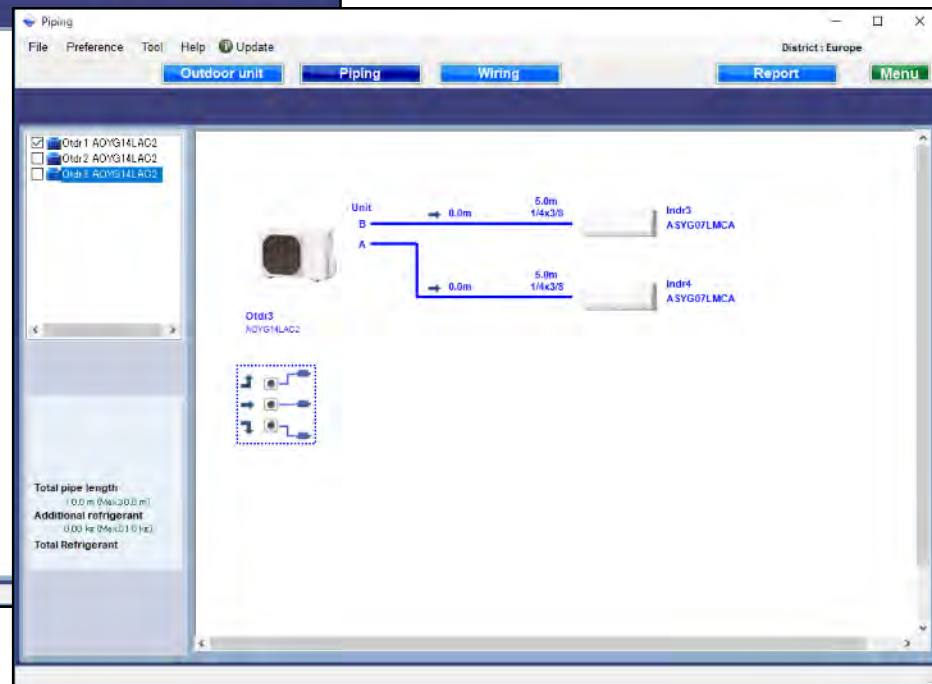 Piping
File Preference Tool Help Update District : Europe
Outdoor unit Piping Wiring Report Menu
Otdr1 AOYG14LAC2
Otdr2 AOYG14LAC2
Otdr3 AOYG14LAC2
Unit
B
A
0.0m
5.0m
1/4x3/8
Indr3
ASYG07LMCA
0.0m
5.0m
1/4x3/8
Indr4
ASYG07LMCA
Otdr3
AOYG14LAC2
Total pipe length
Additional refrigerant
Total Refrigerant